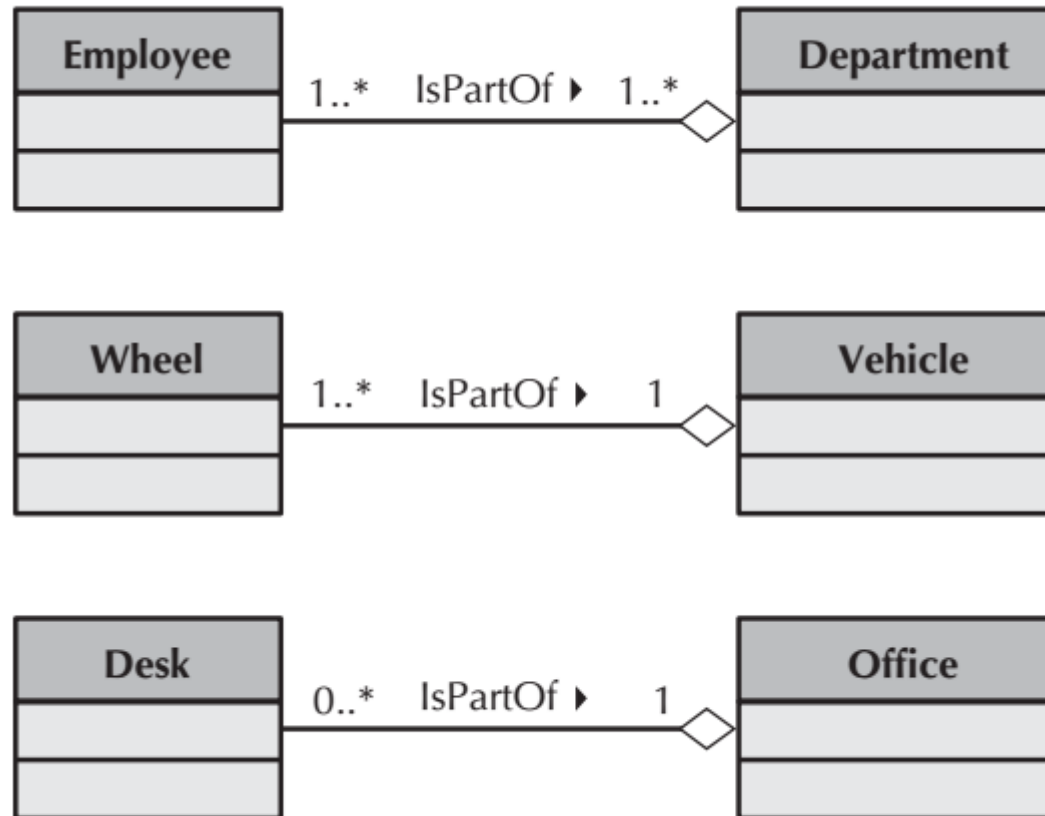 Employee
1..* IsPartOf ▶ 1..*
Department
Wheel
1..* IsPartOf ▶ 1
Vehicle
Desk
0..* IsPartOf ▶ 1
Office